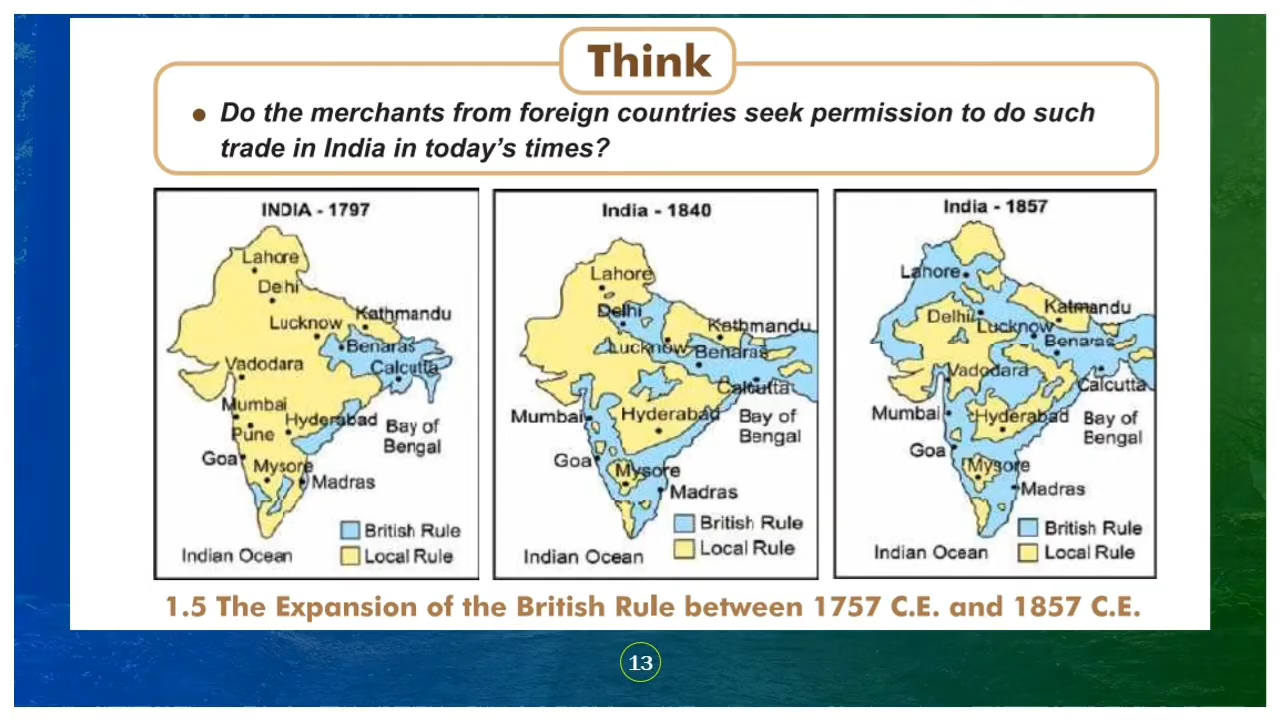 Think
• Do the merchants from foreign countries seek permission to do such
trade in India in today’s times?
INDIA - 1797
Lahore
Dehi
Kathmandu
Lucknow
Benaras
Vadodara
Calcutta
Mumbai
Hyderabad
Pune
Bay of
Bengal
Goa
Mysore
Madras
British Rule
Local Rule
Indian Ocean
India - 1840
Lahore
Delhi
Kathmandu
Lucknow
Benaras
Calcutta
Mumbai
Hyderabad
Bay of
Bengal
Goa
Mysore
Madras
British Rule
Local Rule
Indian Ocean
India - 1857
Lahore
Katmandu
Delhi
Lucknow
Benaras
Vadodara
Calcutta
Mumbai
Hyderabad
Bay of
Bengal
Goa
Mysore
Madras
British Rule
Local Rule
Indian Ocean
1.5 The Expansion of the British Rule between 1757 C.E. and 1857 C.E.
13